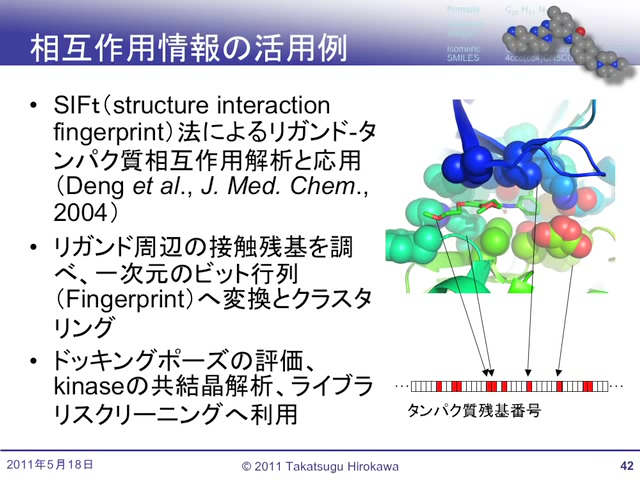 Formula
Isomeric
SMILES
相互作用情報の活用例
• SIFt（structure interaction
fingerprint）法によるリガンド-タ
ンパク質相互作用解析と応用
（Deng et al., J. Med. Chem.,
2004）
• リガンド周辺の接触残基を調
べ、一次元のビット行列
（Fingerprint）へ変換とクラスタ
リング
• ドッキングポーズの評価、
kinaseの共結晶解析、ライブラ
リスクリーニングへ利用
タンパク質残基番号
2011年5月18日
© 2011 Takatsugu Hirokawa
42